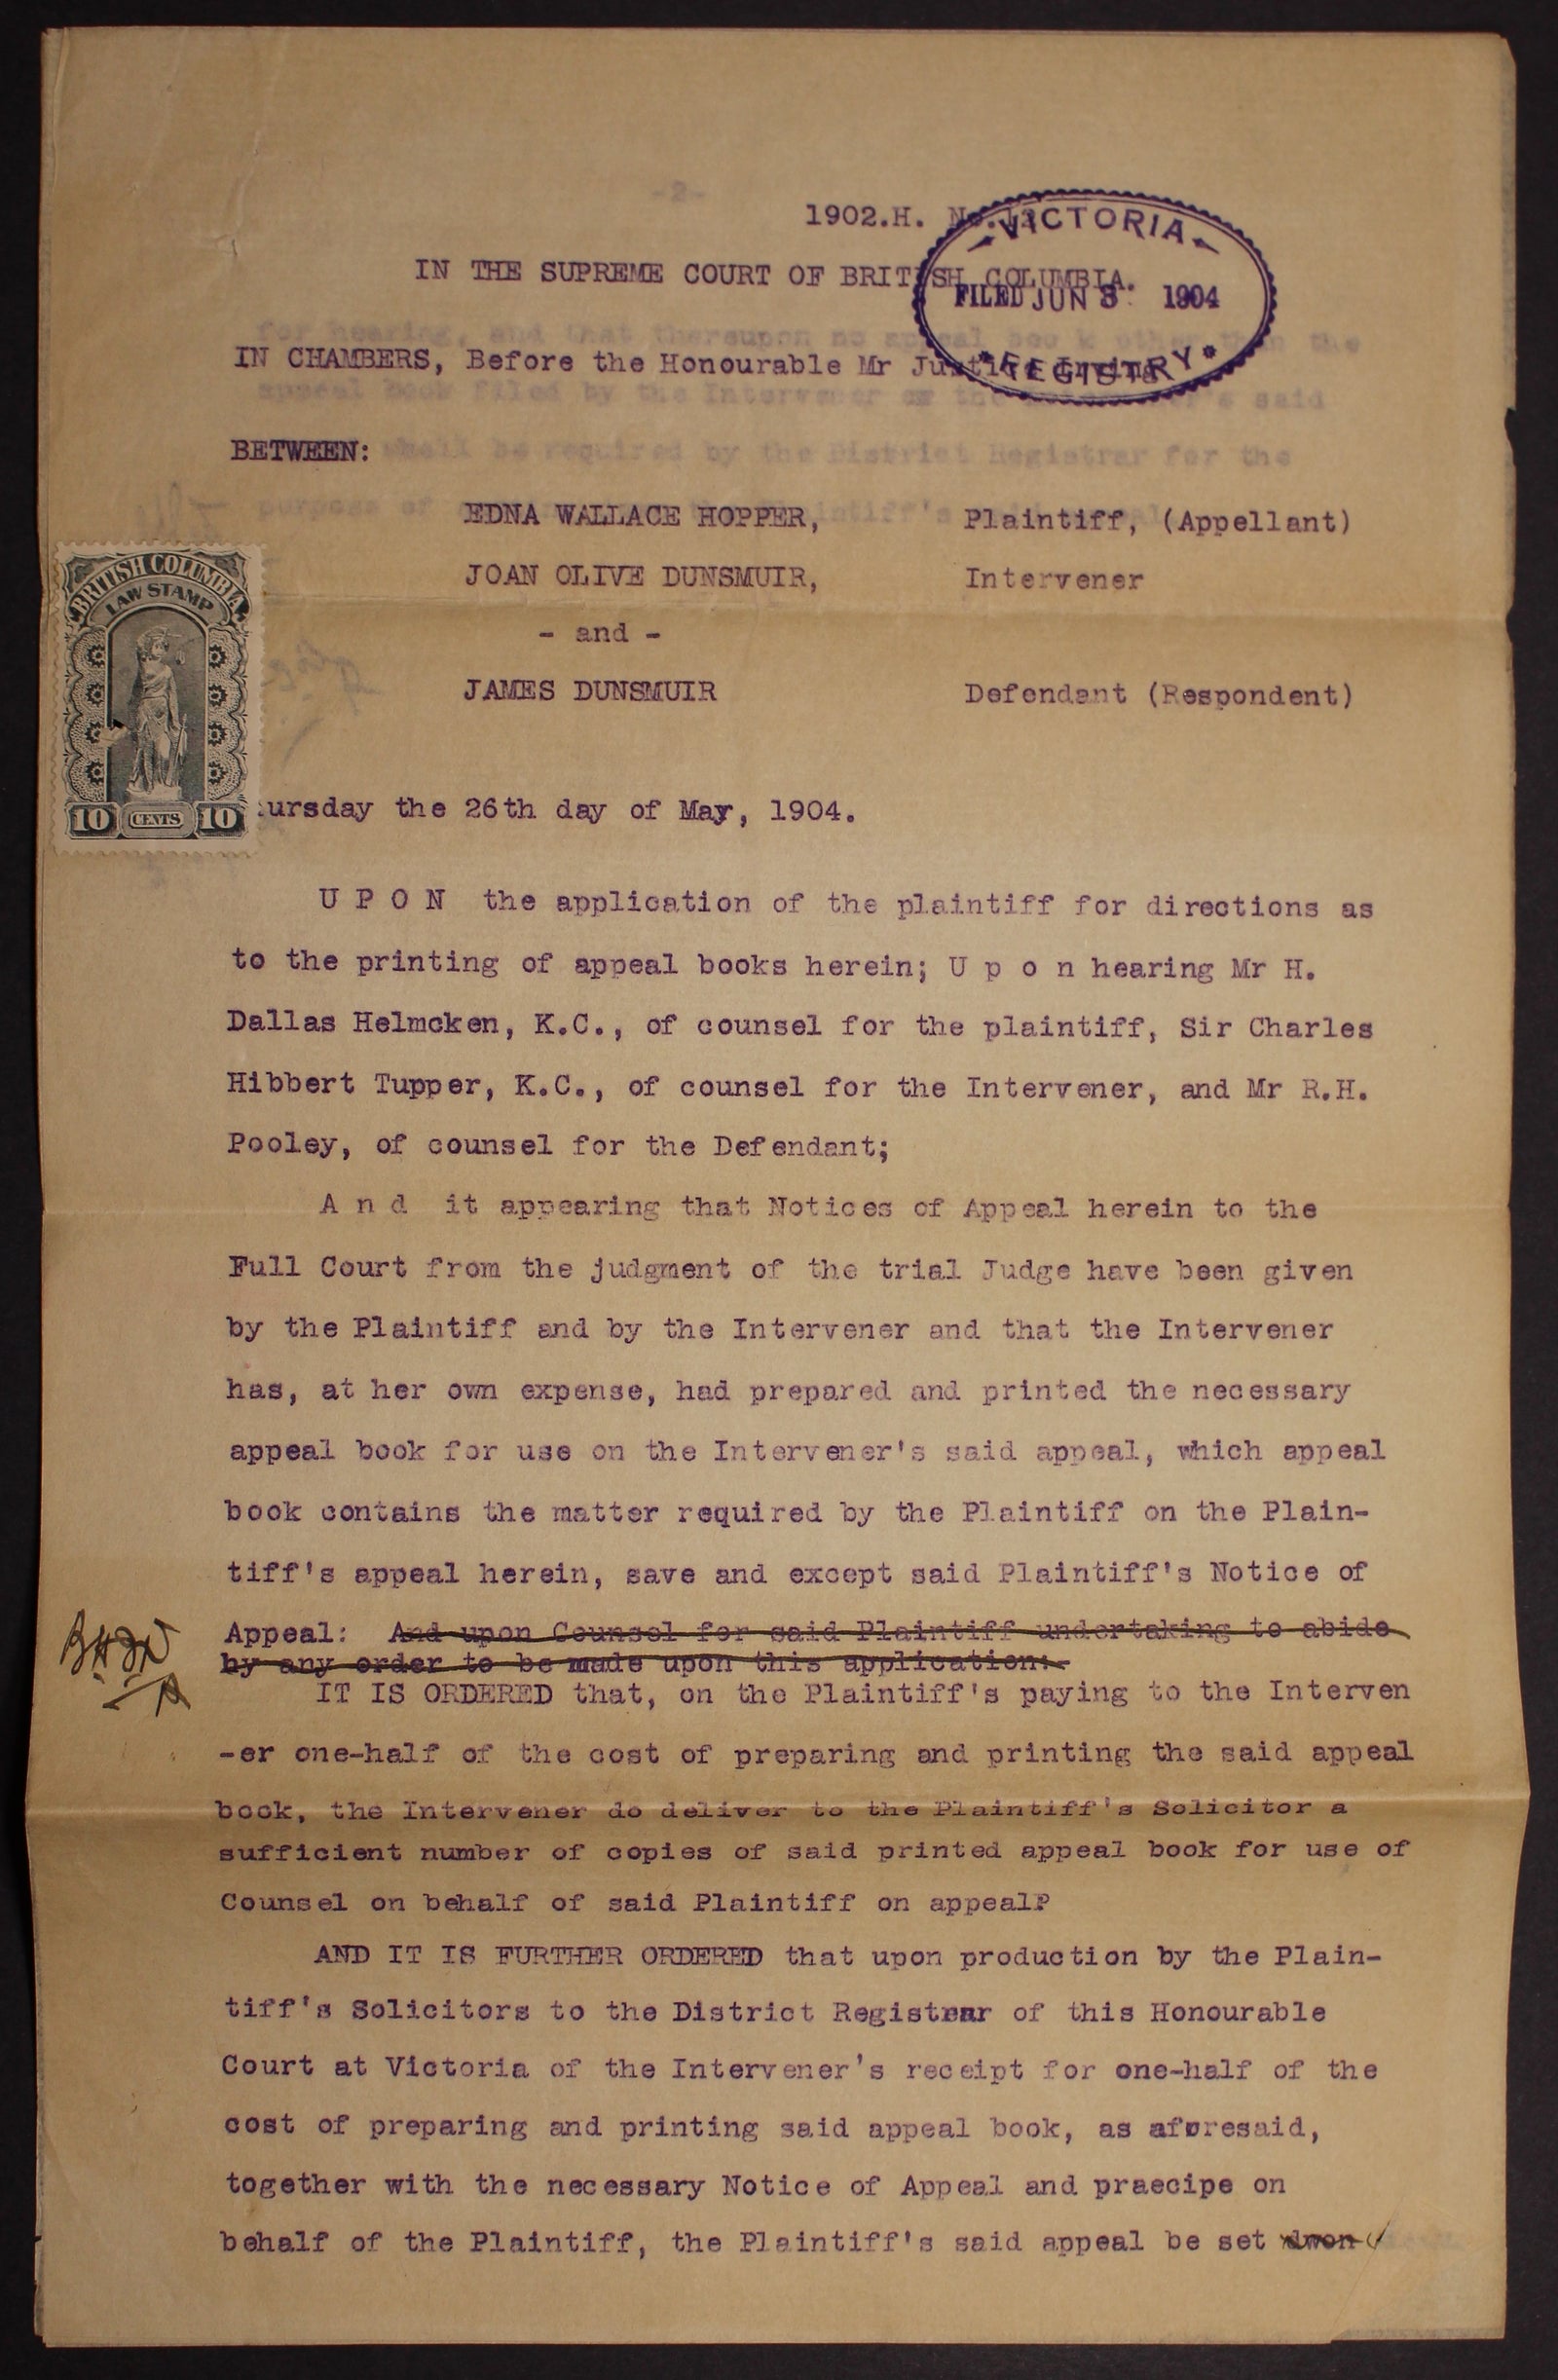 1902.H. No.
VICTORIA
IN THE SUPREME COURT OF BRITISH COLUMBIA.
FILED JUN 3 1904
REGISTRY
IN CHAMBERS, Before the Honourable Mr Justice Irving
BETWEEN:
EDNA WALLACE HOPPER, Plaintiff, (Appellant)
JOAN OLIVE DUNSMUIR, Intervener
- and -
JAMES DUNSMUIR Defendant (Respondent)
BRITISH COLUMBIA
LAW STAMP
10 CENTS 10
ursday the 26th day of May, 1904.
U P O N the application of the plaintiff for directions as
to the printing of appeal books herein; U p o n hearing Mr H.
Dallas Helmcken, K.C., of counsel for the plaintiff, Sir Charles
Hibbert Tupper, K.C., of counsel for the Intervener, and Mr R.H.
Pooley, of counsel for the Defendant;
A n d it appearing that Notices of Appeal herein to the
Full Court from the judgment of the trial Judge have been given
by the Plaintiff and by the Intervener and that the Intervener
has, at her own expense, had prepared and printed the necessary
appeal book for use on the Intervener's said appeal, which appeal
book contains the matter required by the Plaintiff on the Plain-
tiff's appeal herein, save and except said Plaintiff's Notice of
Appeal: And upon Counsel for said Plaintiff undertaking to abide
by any order to be made upon this application:-
IT IS ORDERED that, on the Plaintiff's paying to the Interven
-er one-half of the cost of preparing and printing the said appeal
book, the Intervener do deliver to the Plaintiff's Solicitor a
sufficient number of copies of said printed appeal book for use of
Counsel on behalf of said Plaintiff on appeal?
AND IT IS FURTHER ORDERED that upon production by the Plain-
tiff's Solicitors to the District Registrar of this Honourable
Court at Victoria of the Intervener's receipt for one-half of the
cost of preparing and printing said appeal book, as aforesaid,
together with the necessary Notice of Appeal and praecipe on
behalf of the Plaintiff, the Plaintiff's said appeal be set dwon